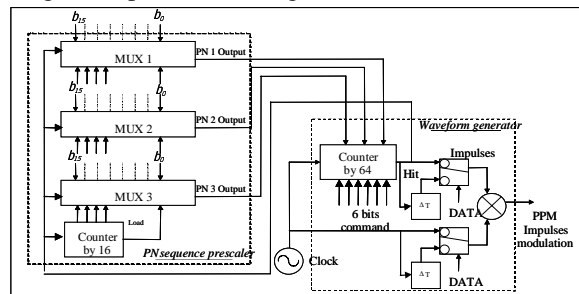 b15 b0
MUX 1
PN 1 Output
b15 b0
MUX 2
PN 2 Output
b15 b0
MUX 3
PN 3 Output
Load
Counter
by 16
PN sequence prescaler
Waveform generator
Counter
by 64
Hit
Impulses
ΔT
DATA
6 bits
command
PPM
Impulses
modulation
Clock
ΔT
DATA